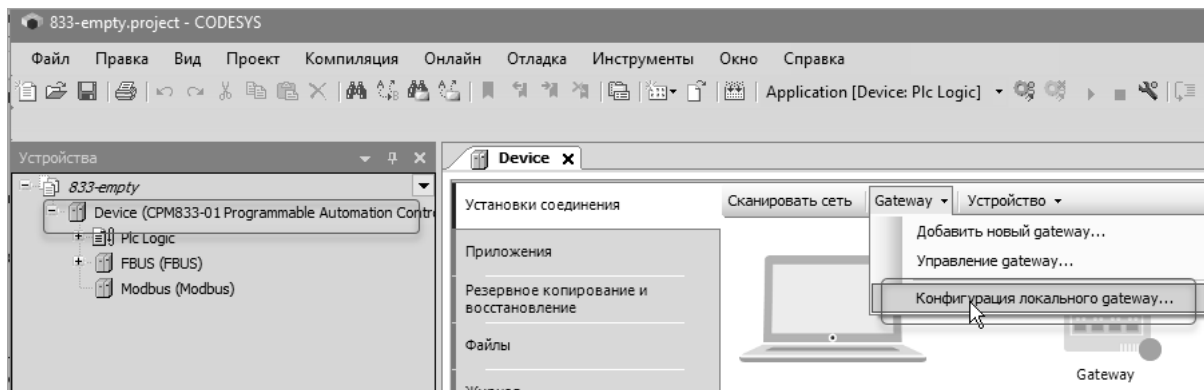 833-empty.project - CODESYS
Файл Правка Вид Проект Компиляция Онлайн Отладка Инструменты Окно Справка
Application [Device: Plc Logic]
Устройства
833-empty
Device (CPM833-01 Programmable Automation Contr
Plc Logic
FBUS (FBUS)
Modbus (Modbus)
Device
Установки соединения
Приложения
Резервное копирование и
восстановление
Файлы
Сканировать сеть Gateway Устройство
Добавить новый gateway...
Управление gateway...
Конфигурация локального gateway...
Gateway